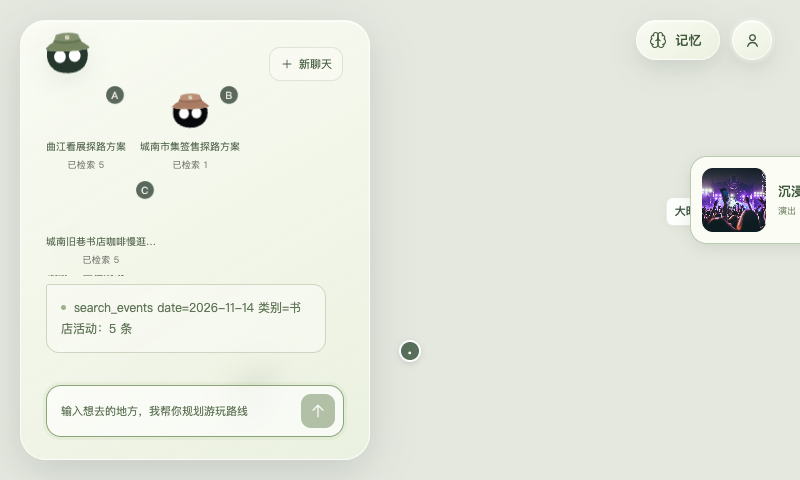 新聊天
A
B
曲江看展探路方案
城南市集签售探路方案
已检索 5
已检索 1
C
城南旧巷书店咖啡慢逛...
已检索 5
search_events date=2026-11-14 类别=书
店活动：5 条
输入想去的地方，我帮你规划游玩路线
记忆
沉浸
演出